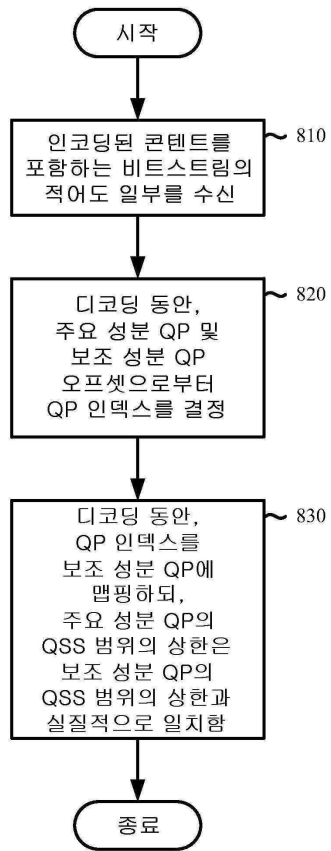 시작
인코딩된 콘텐트를
포함하는 비트스트림의
적어도 일부를 수신
810
디코딩 동안,
주요 성분 QP 및
보조 성분 QP
오프셋으로부터
QP 인덱스를 결정
820
디코딩 동안,
QP 인덱스를
보조 성분 QP에
맵핑하되,
주요 성분 QP의
QSS 범위의 상한은
보조 성분 QP의
QSS 범위의 상한과
실질적으로 일치함
830
종료